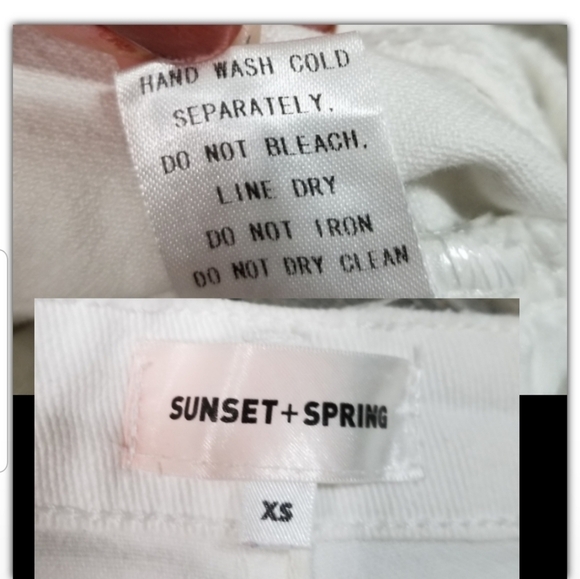 HAND WASH COLD
SEPARATELY.
DO NOT BLEACH.
LINE DRY
DO NOT IRON
DO NOT DRY CLEAN
SUNSET+SPRING
XS